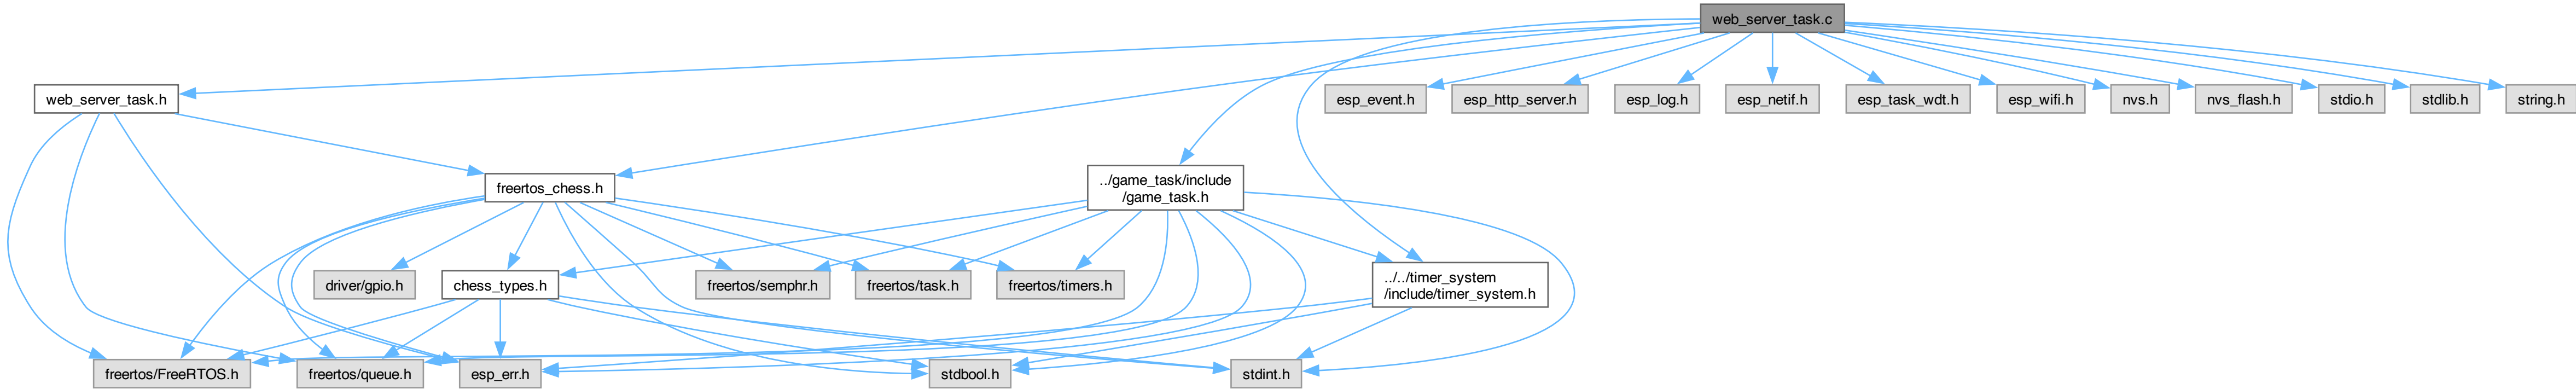 web_server_task.c
web_server_task.h
esp_event.h
esp_http_server.h
esp_log.h
esp_netif.h
esp_task_wdt.h
esp_wifi.h
nvs.h
nvs_flash.h
stdio.h
stdlib.h
string.h
freertos_chess.h
../game_task/include
/game_task.h
driver/gpio.h
chess_types.h
freertos/semphr.h
freertos/task.h
freertos/timers.h
../../timer_system
/include/timer_system.h
freertos/FreeRTOS.h
freertos/queue.h
esp_err.h
stdbool.h
stdint.h